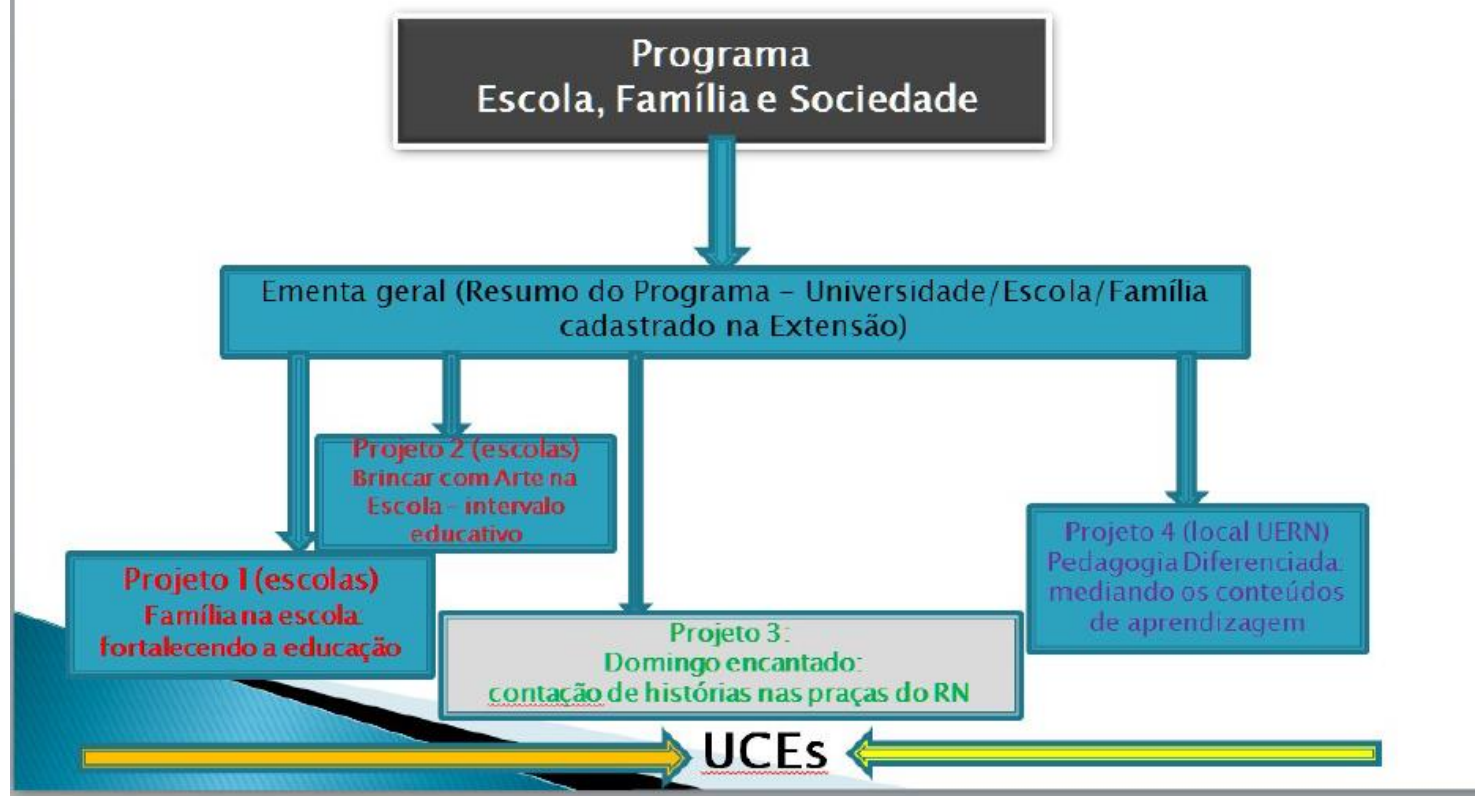 Programa
Escola, Família e Sociedade
Ementa geral (Resumo do Programa – Universidade/Escola/Família
cadastrado na Extensão)
Projeto 2 (escolas)
Brincar com Arte na
Escola – intervalo
educativo
Projeto 1 (escolas)
Família na escola:
fortalecendo a educação
Projeto 3:
Domingo encantado:
contação de histórias nas praças do RN
Projeto 4 (local UERN)
Pedagogia Diferenciada:
mediando os conteúdos
de aprendizagem
UCEs